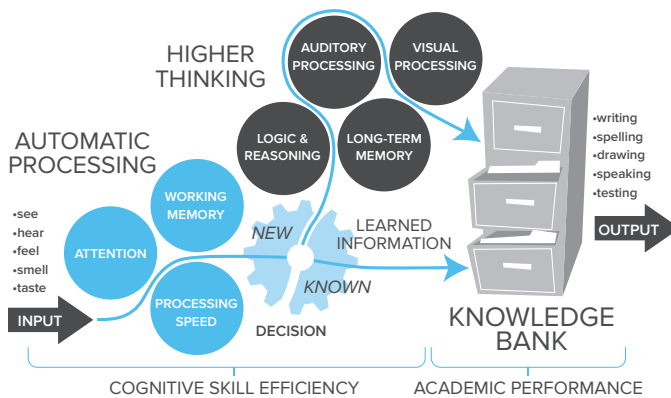 HIGHER
THINKING
AUDITORY
PROCESSING
VISUAL
PROCESSING
LOGIC &
REASONING
LONG-TERM
MEMORY
AUTOMATIC
PROCESSING
•see
•hear
•feel
•smell
•taste
INPUT
ATTENTION
WORKING
MEMORY
PROCESSING
SPEED
NEW
KNOWN
DECISION
LEARNED
INFORMATION
•writing
•spelling
•drawing
•speaking
•testing
OUTPUT
KNOWLEDGE
BANK
COGNITIVE SKILL EFFICIENCY
ACADEMIC PERFORMANCE